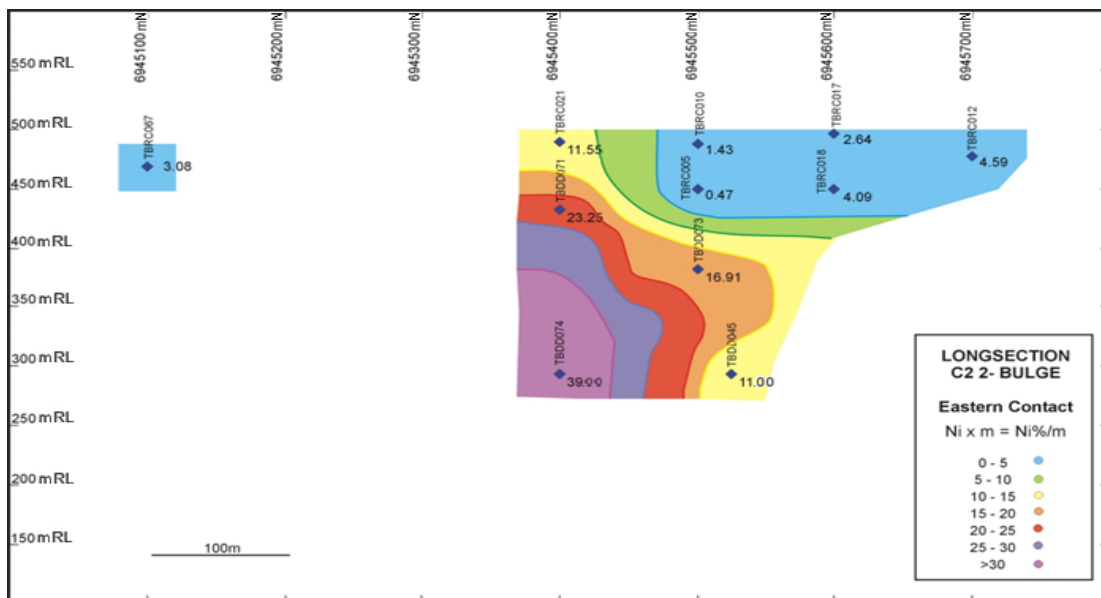 6945100mN
6945200mN
6945300mN
6945400mN
6945500mN
6945600mN
6945700mN
550 mRL
500 mRL
450 mRL
400 mRL
350 mRL
300 mRL
250 mRL
200 mRL
150 mRL
TBRC067
3.08
TBRC021
11.55
TBDD071
23.25
TBDD074
39.00
TBRC010
1.43
TBRC005
0.47
TBDD073
16.91
TBDD045
11.00
TBRC017
2.64
TBRC018
4.09
TBRC012
4.59
100m
LONGSECTION
C2 2- BULGE
Eastern Contact
Ni x m = Ni%/m
0 - 5
5 - 10
10 - 15
15 - 20
20 - 25
25 - 30
>30